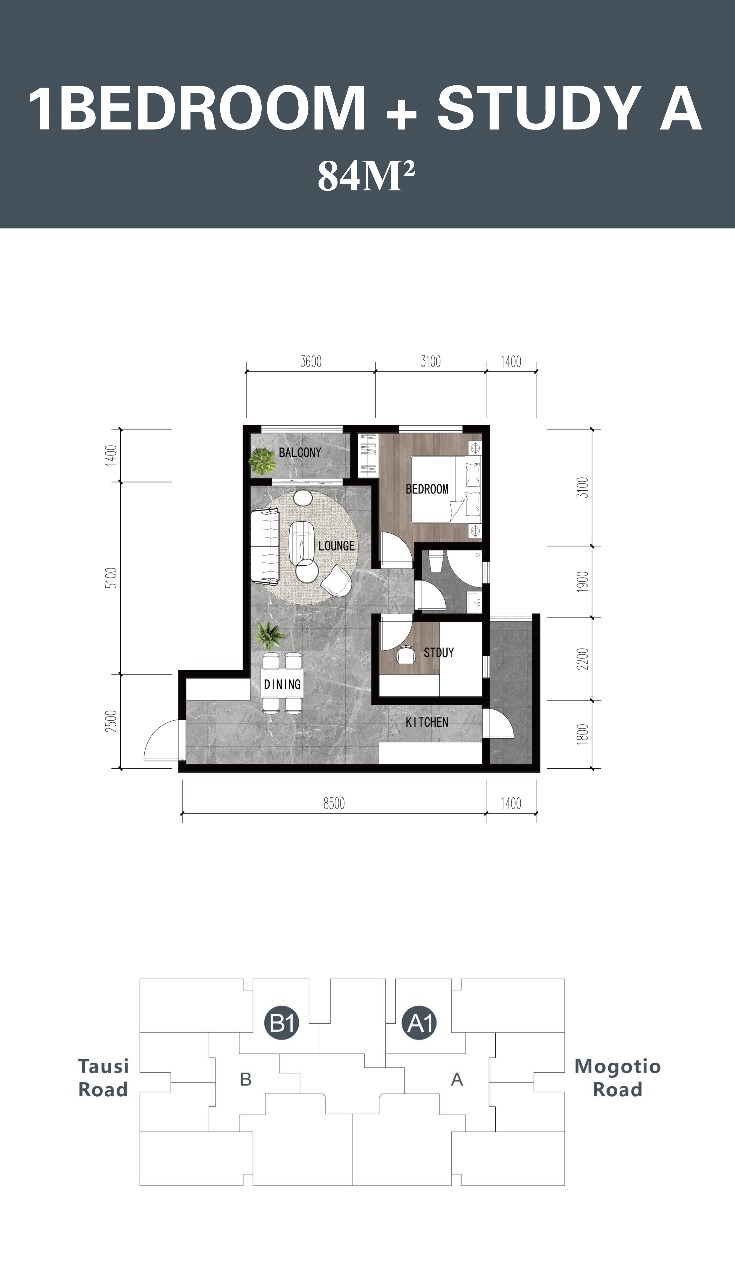 1BEDROOM + STUDY A
84M²
3600
3100
1400
1400
5100
2500
3100
1900
2200
1800
BALCONY
BEDROOM
LOUNGE
STDUY
DINING
KITCHEN
8500
1400
B1
A1
Tausi
Road
B
A
Mogotio
Road